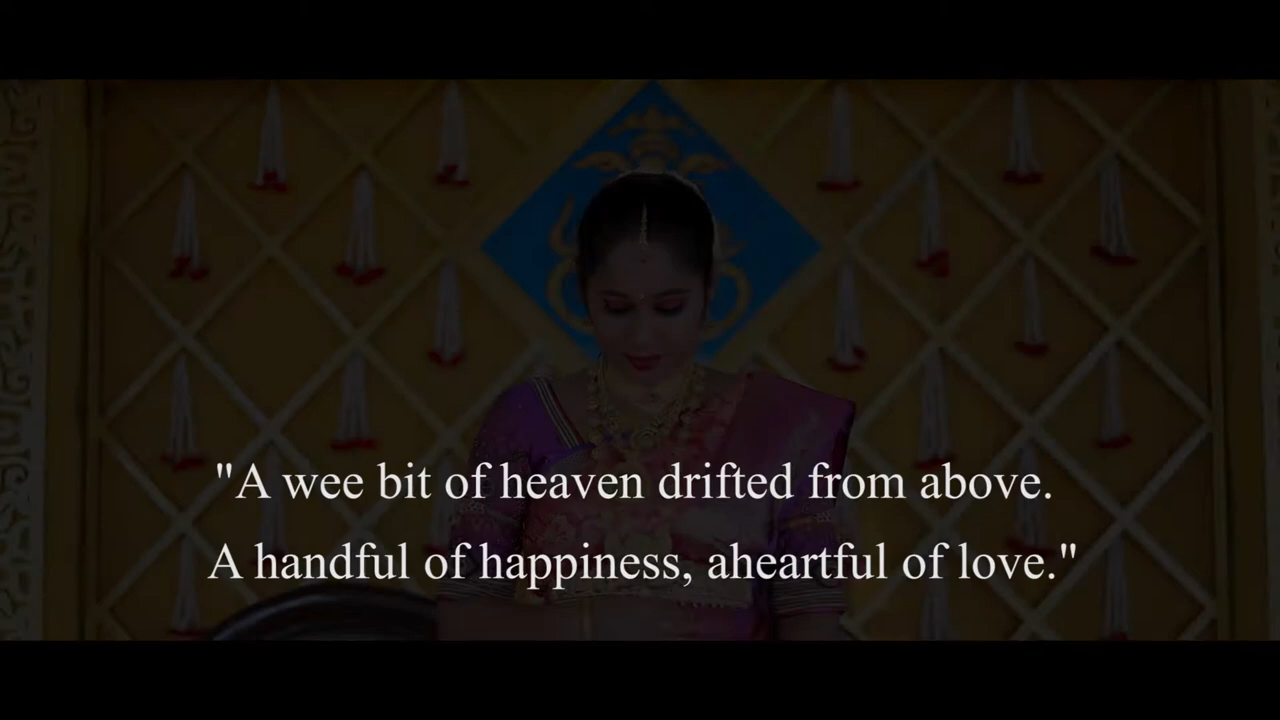 "A wee bit of heaven drifted from above.
A handful of happiness, aheartful of love."